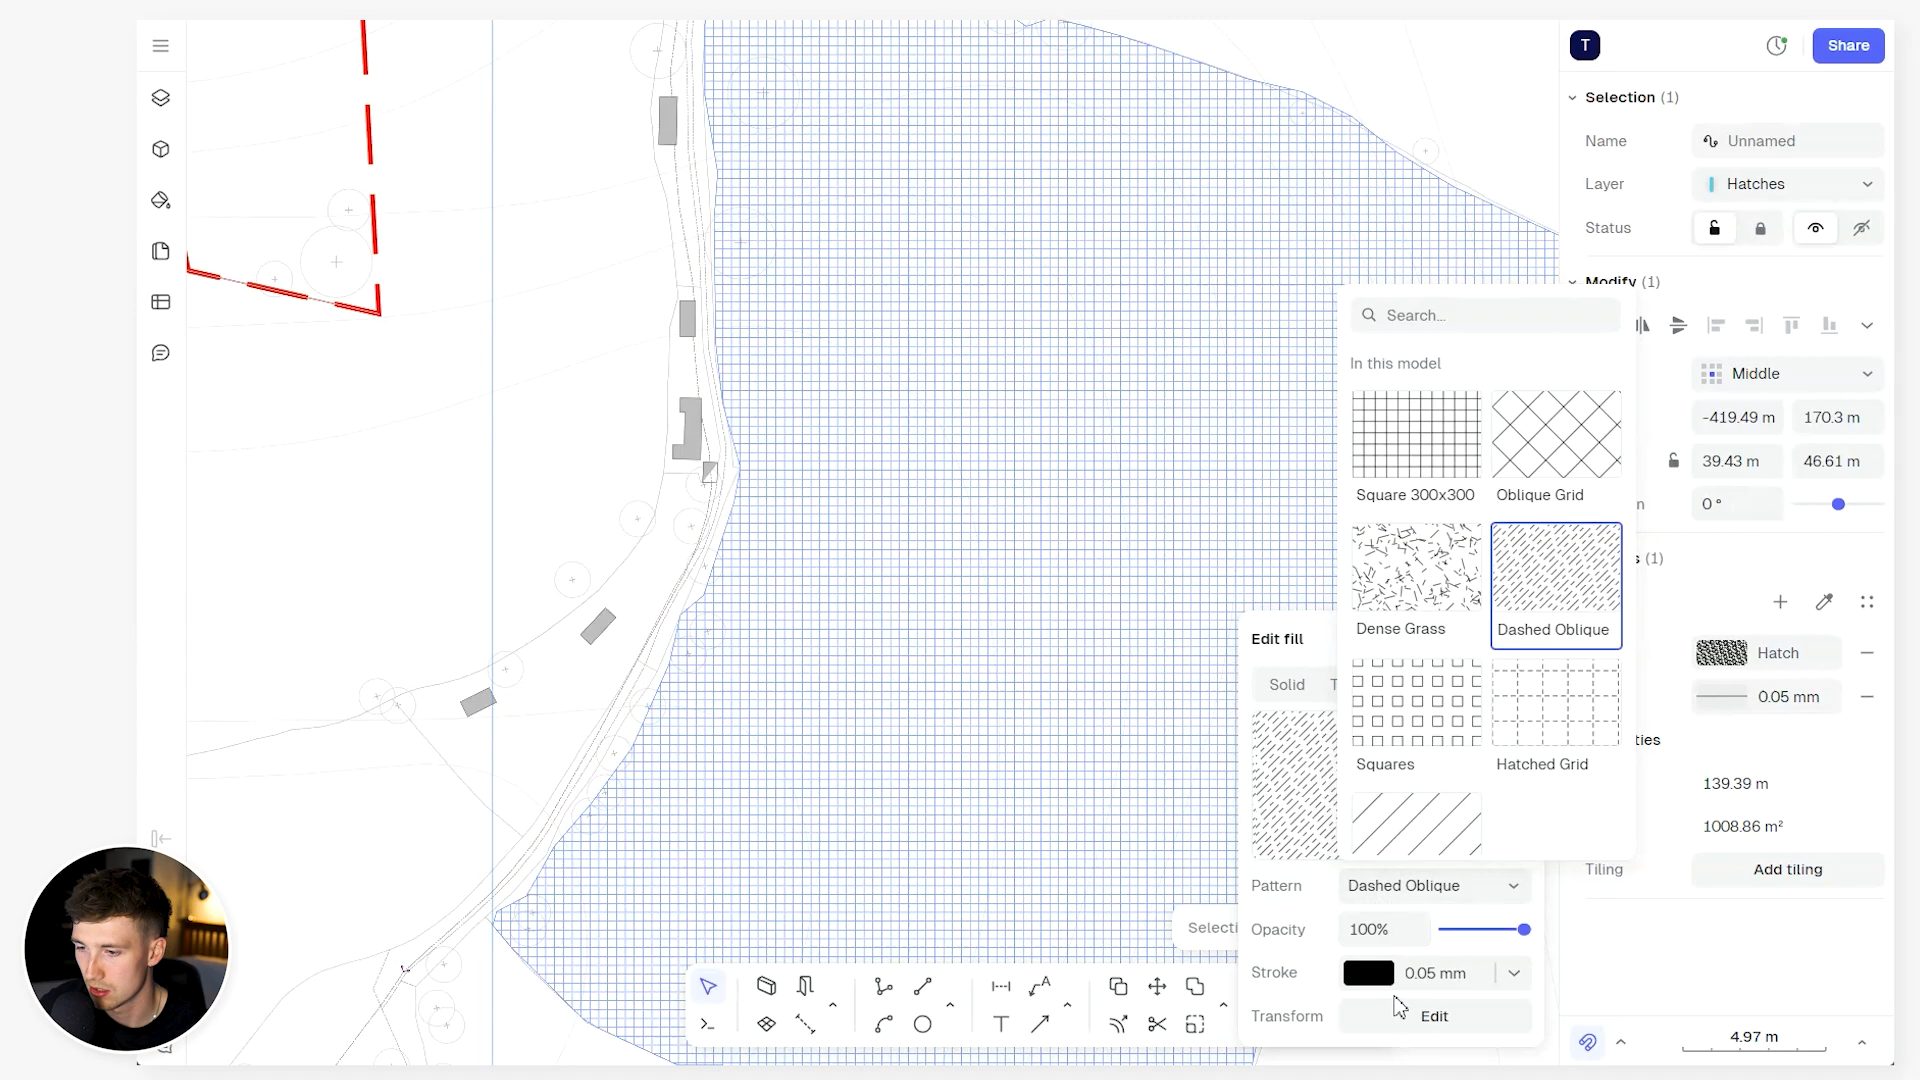 T
Share
Selection (1)
Name
Unnamed
Layer
Hatches
Status
Modify (1)
Search...
In this model
Middle
-419.49 m
170.3 m
39.43 m
46.61 m
Square 300x300
Oblique Grid
n
0 °
s (1)
Dense Grass
Dashed Oblique
Edit fill
Hatch
Solid
T
0.05 mm
ties
Squares
Hatched Grid
139.39 m
1008.86 m²
Tiling
Add tiling
Pattern
Dashed Oblique
Selecti
Opacity
100%
Stroke
0.05 mm
Transform
Edit
4.97 m